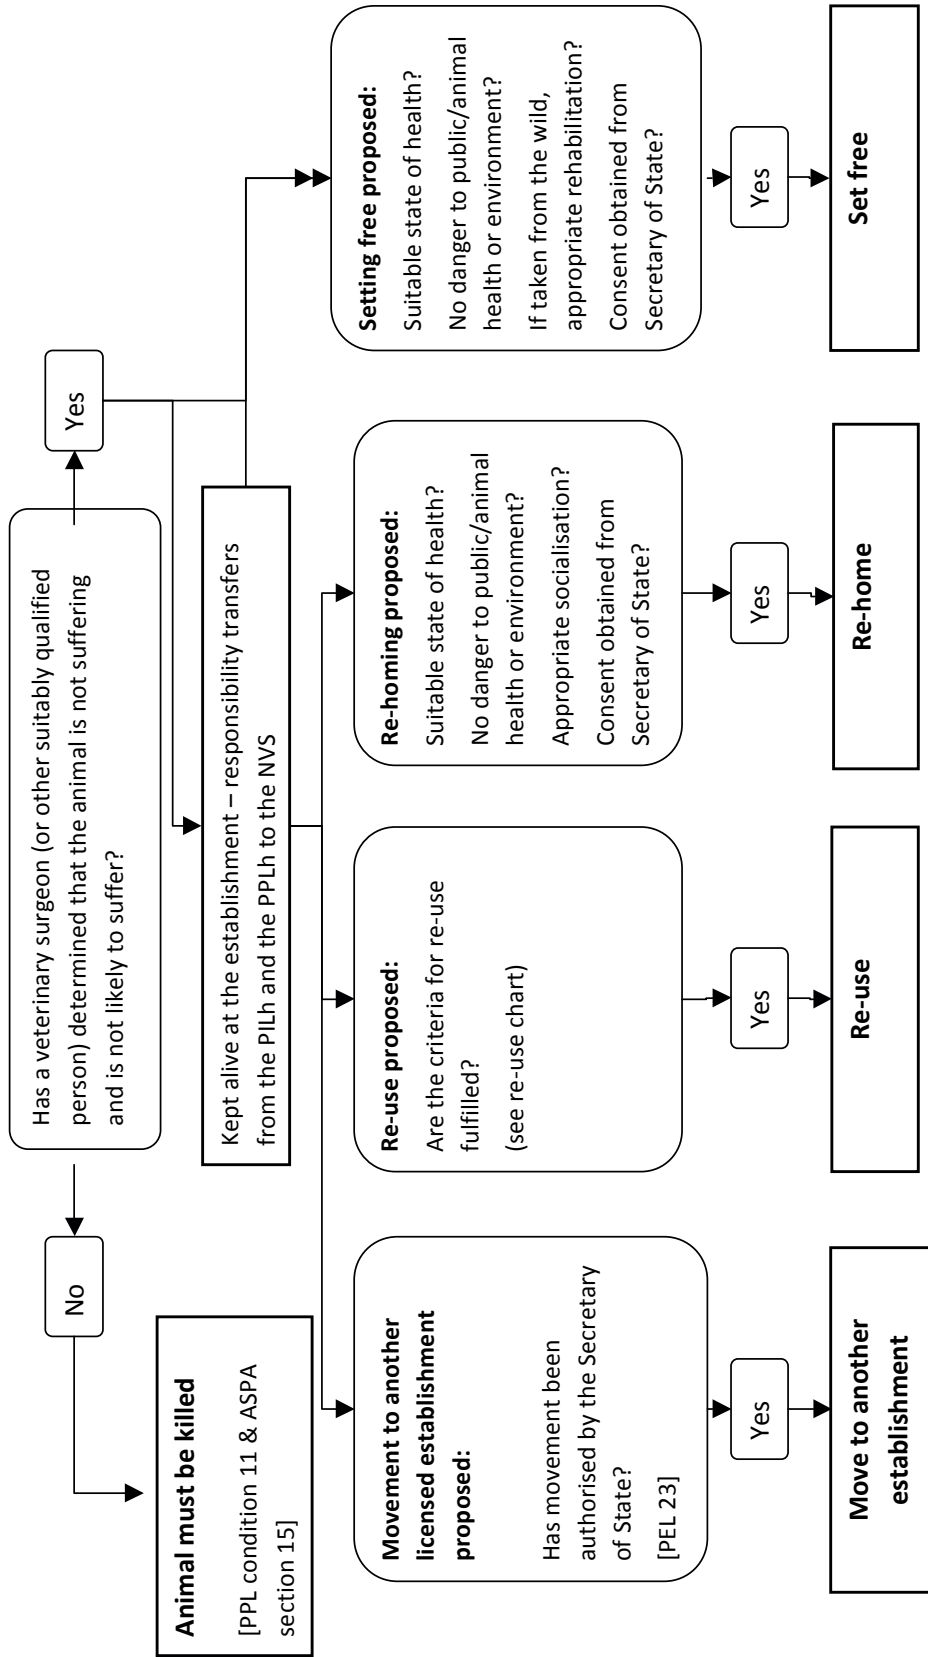 Has a veterinary surgeon (or other suitably qualified
person) determined that the animal is not suffering
and is not likely to suffer?
No
Yes
Animal must be killed
[PPL condition 11 & ASPA
section 15]
Kept alive at the establishment – responsibility transfers
from the PILh and the PPLh to the NVS
Movement to another
licensed establishment
proposed:
Has movement been
authorised by the Secretary
of State?
[PEL 23]
Re-use proposed:
Are the criteria for re-use
fulfilled?
(see re-use chart)
Re-homing proposed:
Suitable state of health?
No danger to public/animal
health or environment?
Appropriate socialisation?
Consent obtained from
Secretary of State?
Setting free proposed:
Suitable state of health?
No danger to public/animal
health or environment?
If taken from the wild,
appropriate rehabilitation?
Consent obtained from
Secretary of State?
Yes
Yes
Yes
Yes
Move to another
establishment
Re-use
Re-home
Set free